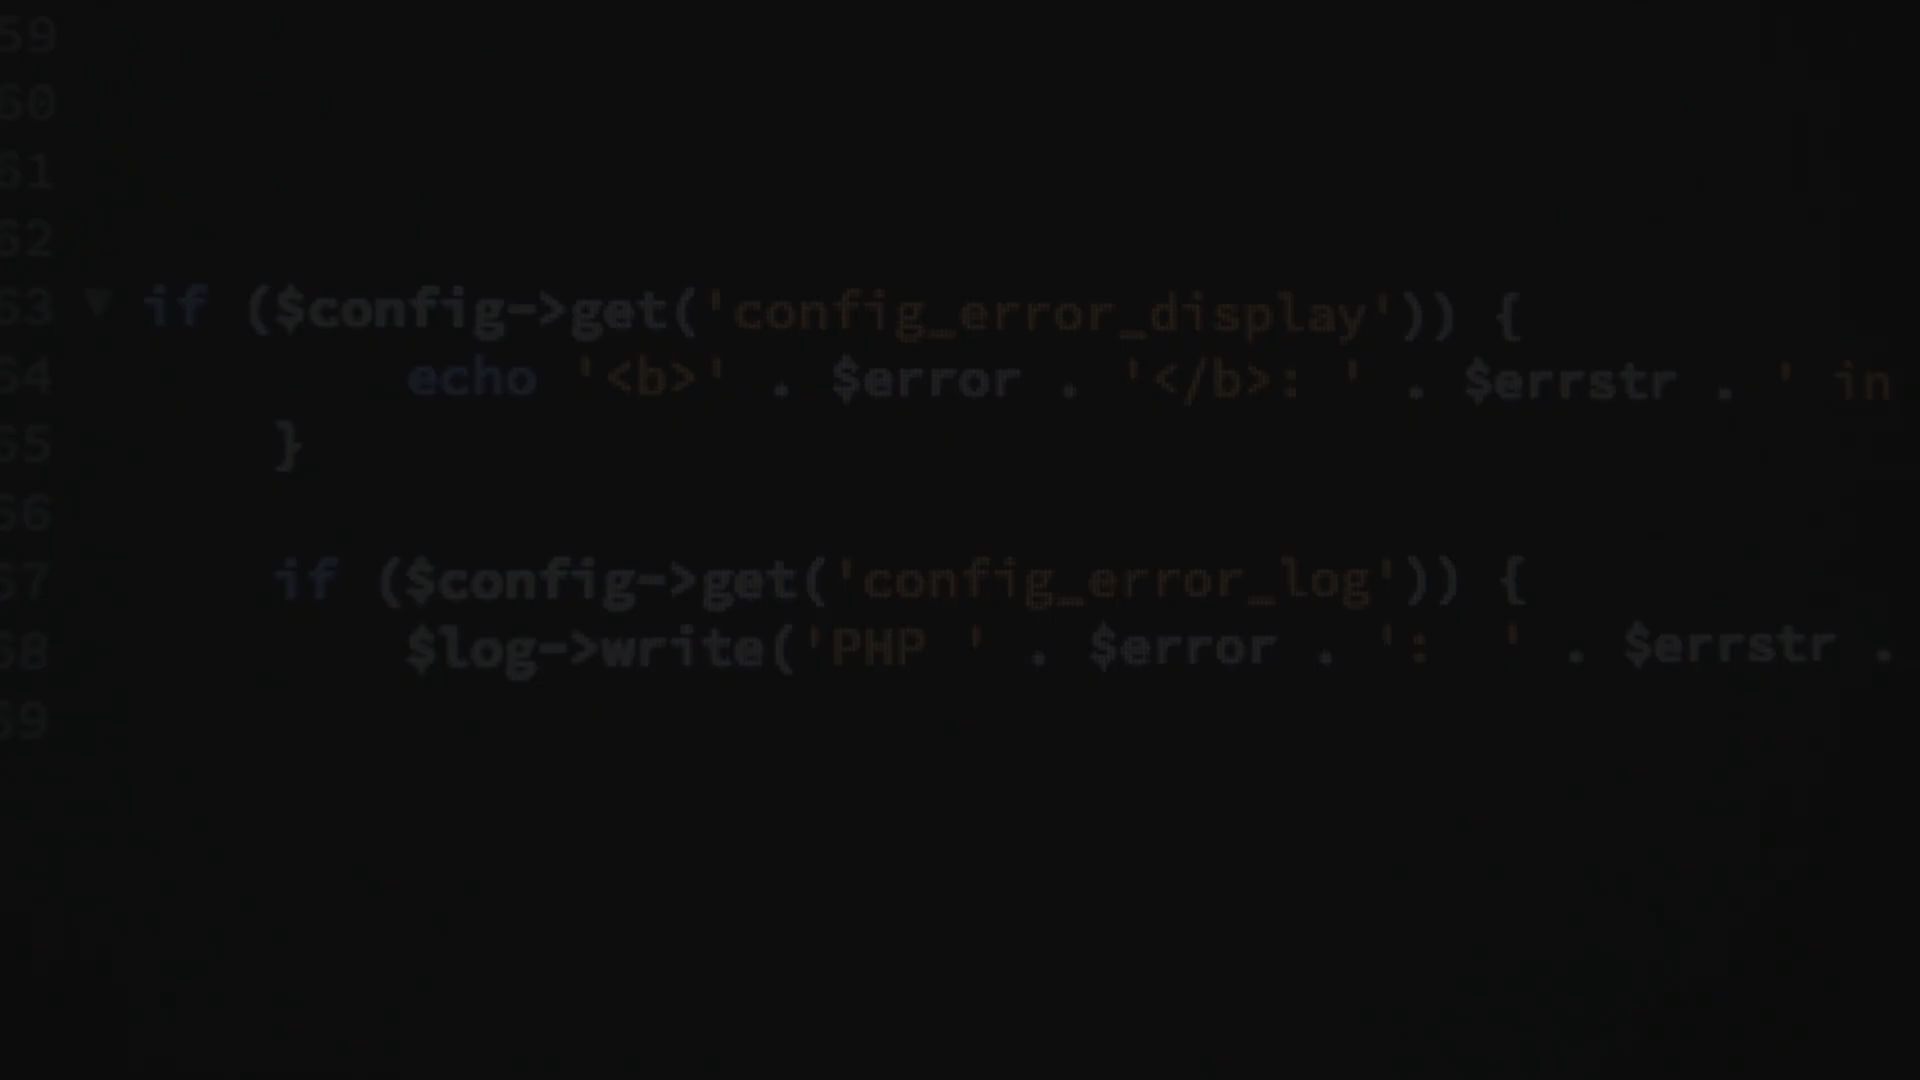 59
60
61
62
63 ▼ if ($config->get('config_error_display')) {
64 echo '<b>' . $error . '</b>: ' . $errstr . ' in
65 }
66
67 if ($config->get('config_error_log')) {
68 $log->write('PHP ' . $error . ':  ' . $errstr .
69